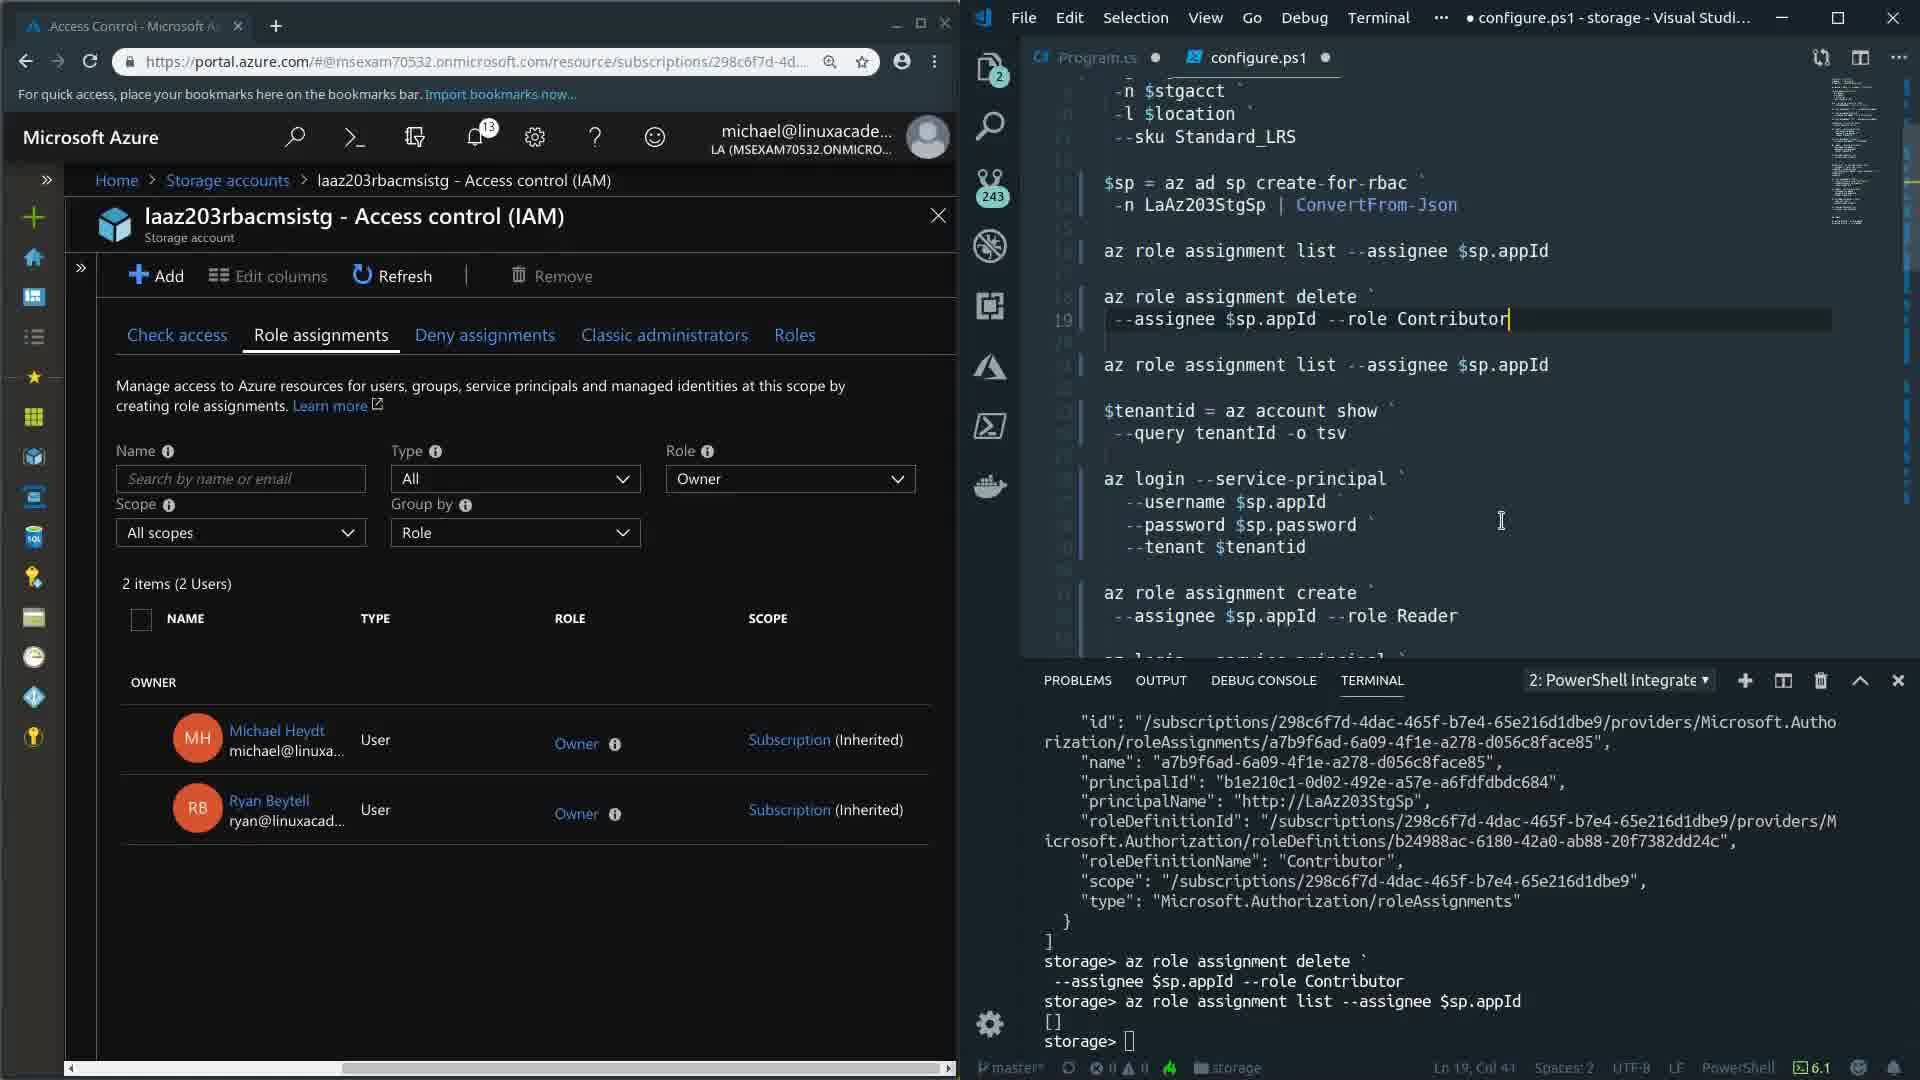 Access Control - Microsoft A
https://portal.azure.com/#@msexam70532.onmicrosoft.com/resource/subscriptions/298c6f7d-4d...
For quick access, place your bookmarks here on the bookmarks bar. Import bookmarks now...
Microsoft Azure
13
michael@linuxacade...
LA (MSEXAM70532.ONMICRO...
Home > Storage accounts > laaz203rbacmsistg - Access control (IAM)
laaz203rbacmsistg - Access control (IAM)
Storage account
Add
Edit columns
Refresh
Remove
Check access
Role assignments
Deny assignments
Classic administrators
Roles
Manage access to Azure resources for users, groups, service principals and managed identities at this scope by
creating role assignments. Learn more
Name
Type
Role
Search by name or email
All
Owner
Scope
Group by
All scopes
Role
2 items (2 Users)
NAME
TYPE
ROLE
SCOPE
OWNER
MH
Michael Heydt
michael@linuxa...
User
Owner
Subscription (Inherited)
RB
Ryan Beytell
ryan@linuxacad...
User
Owner
Subscription (Inherited)
SQL
File Edit Selection View Go Debug Terminal ··· ● configure.ps1 - storage - Visual Studi...
Program.cs
configure.ps1
2
243
-n $stgacct `
-l $location `
--sku Standard_LRS
$sp = az ad sp create-for-rbac `
-n LaAz203StgSp | ConvertFrom-Json
az role assignment list --assignee $sp.appId
18 az role assignment delete `
19 --assignee $sp.appId --role Contributor
az role assignment list --assignee $sp.appId
$tenantid = az account show `
--query tenantId -o tsv
az login --service-principal `
--username $sp.appId `
--password $sp.password `
--tenant $tenantid
az role assignment create `
--assignee $sp.appId --role Reader
az login --service-principal `
PROBLEMS
OUTPUT
DEBUG CONSOLE
TERMINAL
2: PowerShell Integrate
"id": "/subscriptions/298c6f7d-4dac-465f-b7e4-65e216d1dbe9/providers/Microsoft.Autho
rization/roleAssignments/a7b9f6ad-6a09-4f1e-a278-d056c8face85",
"name": "a7b9f6ad-6a09-4f1e-a278-d056c8face85",
"principalId": "b1e210c1-0d02-492e-a57e-a6fdfdbdc684",
"principalName": "http://LaAz203StgSp",
"roleDefinitionId": "/subscriptions/298c6f7d-4dac-465f-b7e4-65e216d1dbe9/providers/M
icrosoft.Authorization/roleDefinitions/b24988ac-6180-42a0-ab88-20f7382dd24c",
"roleDefinitionName": "Contributor",
"scope": "/subscriptions/298c6f7d-4dac-465f-b7e4-65e216d1dbe9",
"type": "Microsoft.Authorization/roleAssignments"
}
]
storage> az role assignment delete `
--assignee $sp.appId --role Contributor
storage> az role assignment list --assignee $sp.appId
[]
storage>
master*
0
0
storage
Ln 19, Col 41
Spaces: 2
UTF-8
LF
PowerShell
6.1